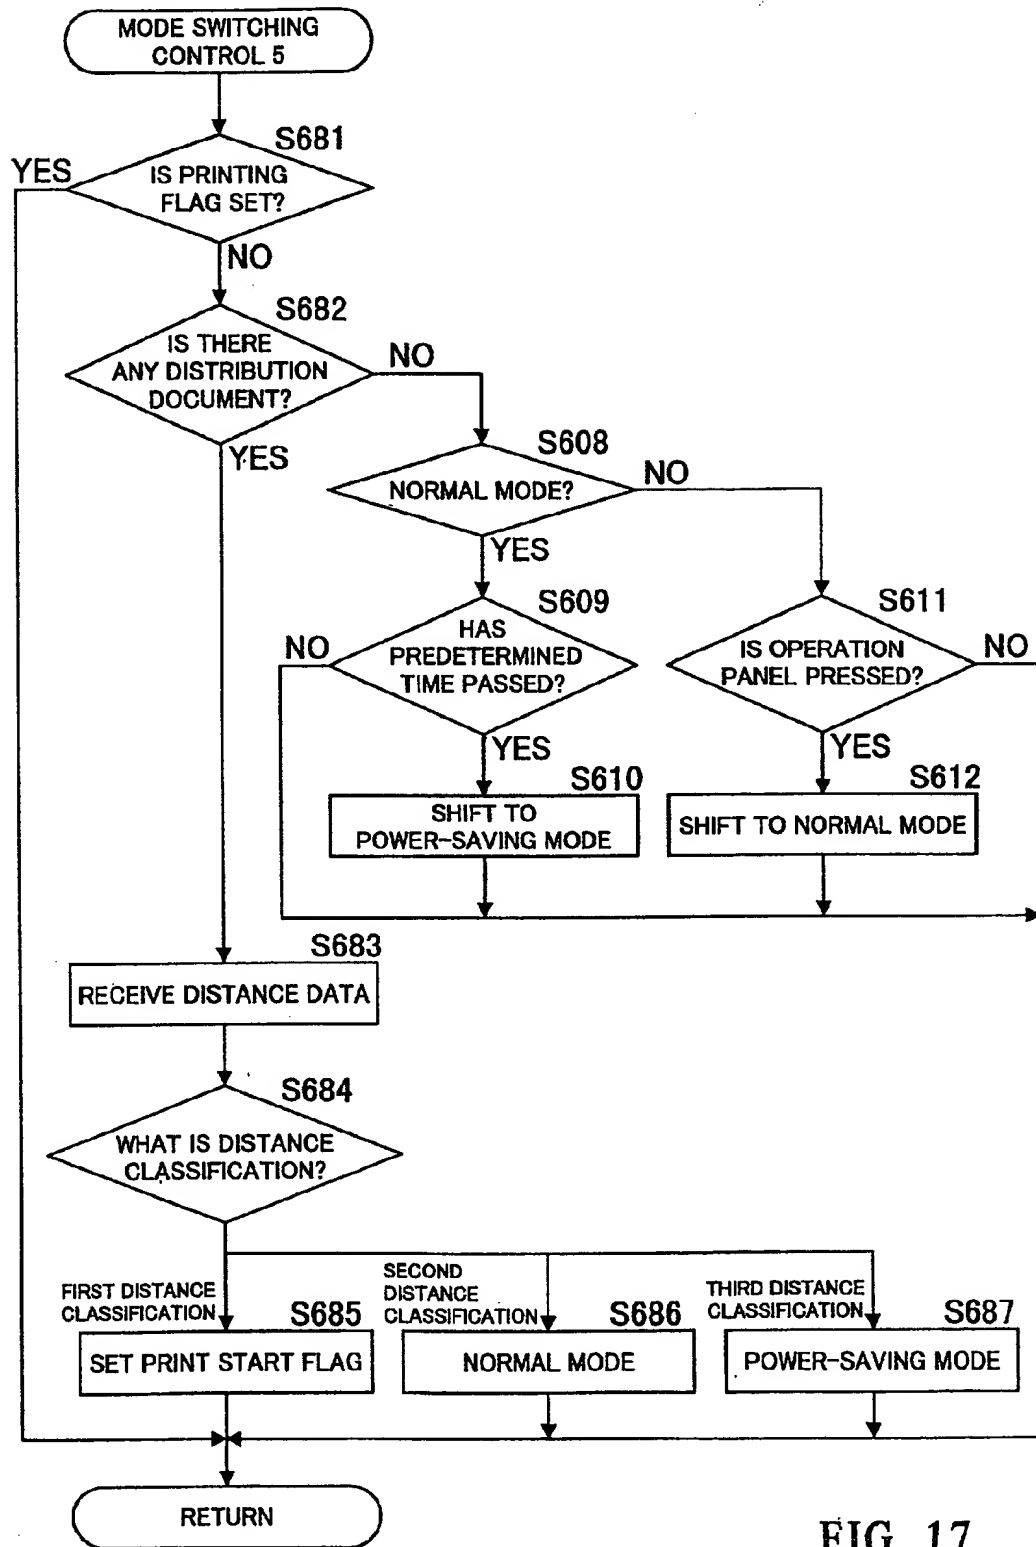 MODE SWITCHING
CONTROL 5
S681
YES
IS PRINTING
FLAG SET?
NO
S682
IS THERE
ANY DISTRIBUTION
DOCUMENT?
NO
YES
S608
NORMAL MODE?
NO
YES
S609
HAS
PREDETERMINED
TIME PASSED?
NO
YES
S611
IS OPERATION
PANEL PRESSED?
NO
YES
S610
SHIFT TO
POWER-SAVING MODE
S612
SHIFT TO NORMAL MODE
S683
RECEIVE DISTANCE DATA
S684
WHAT IS DISTANCE
CLASSIFICATION?
FIRST DISTANCE
CLASSIFICATION
SECOND
DISTANCE
CLASSIFICATION
THIRD DISTANCE
CLASSIFICATION
S685
SET PRINT START FLAG
S686
NORMAL MODE
S687
POWER-SAVING MODE
RETURN
FIG. 17